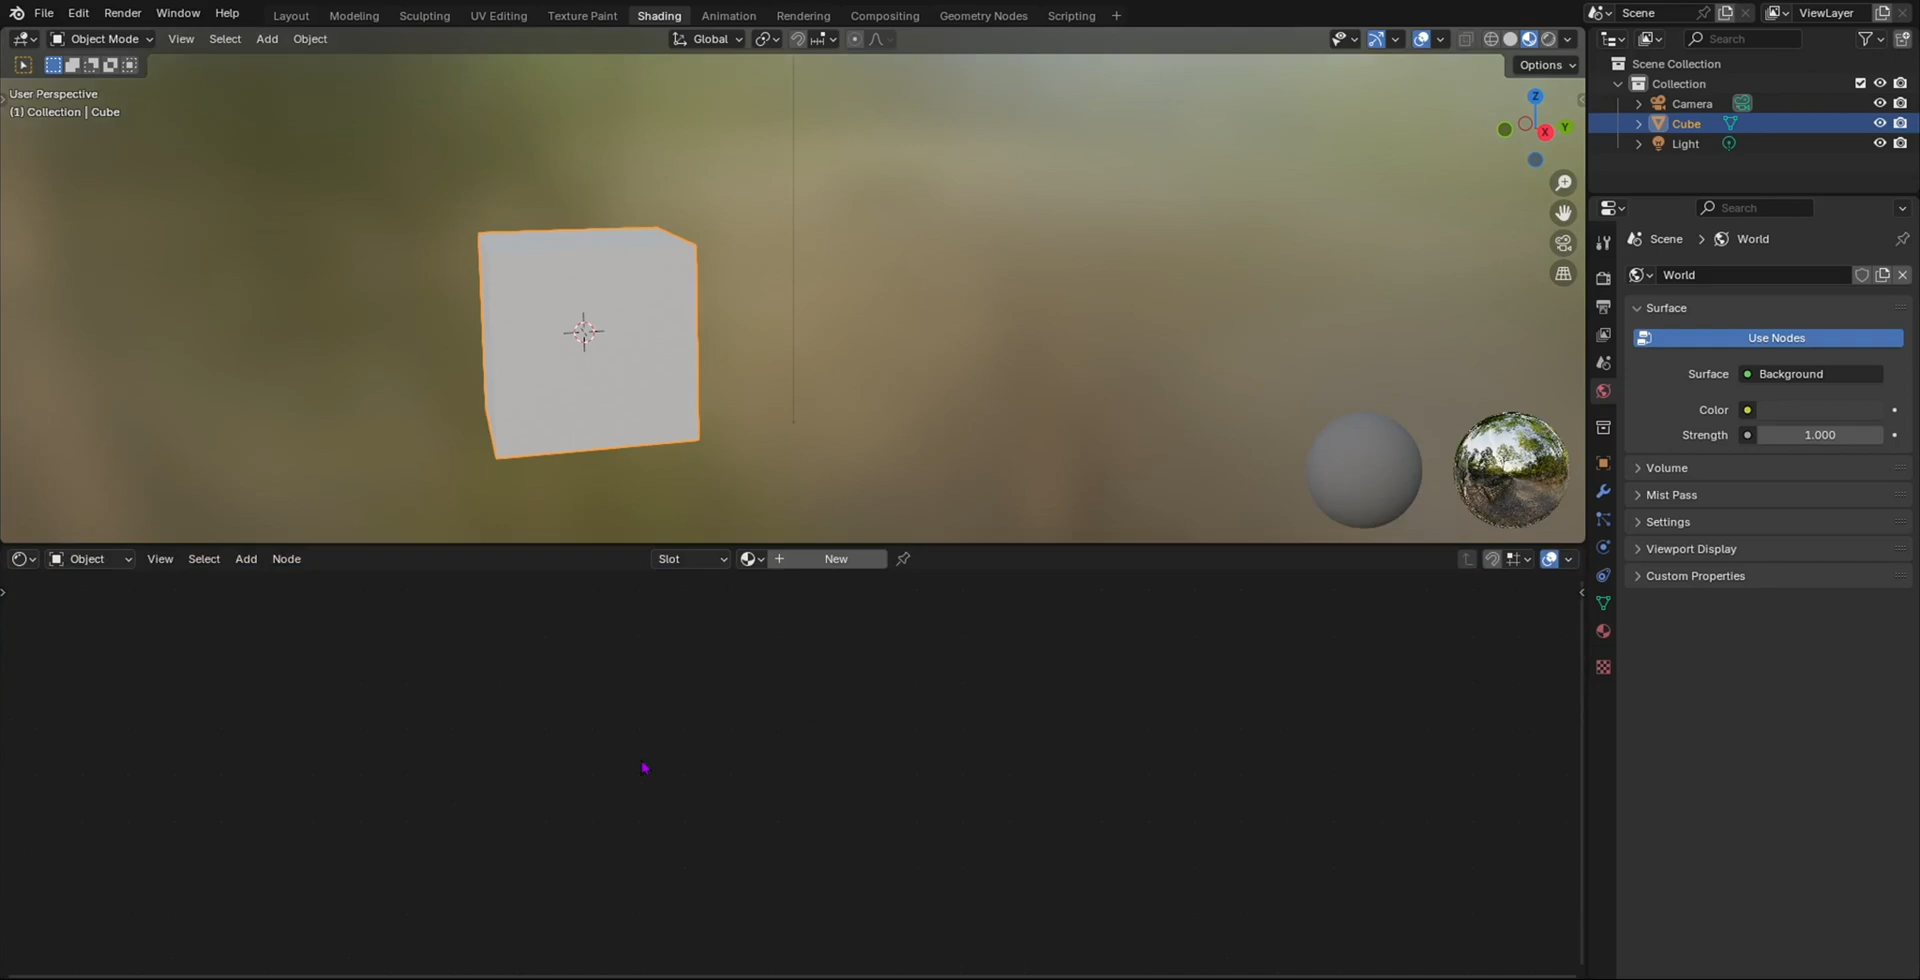 File Edit Render Window Help Layout Modeling Sculpting UV Editing Texture Paint Shading Animation Rendering Compositing Geometry Nodes Scripting + Scene ViewLayer
Object Mode View Select Add Object Global Search
Options
User Perspective
(1) Collection | Cube
Z
X
Y
Scene Collection
Collection
Camera
Cube
Light
Search
Scene > World
World
Surface
Use Nodes
Surface Background
Color
Strength 1.000
Volume
Mist Pass
Settings
Viewport Display
Custom Properties
Object View Select Add Node Slot + New